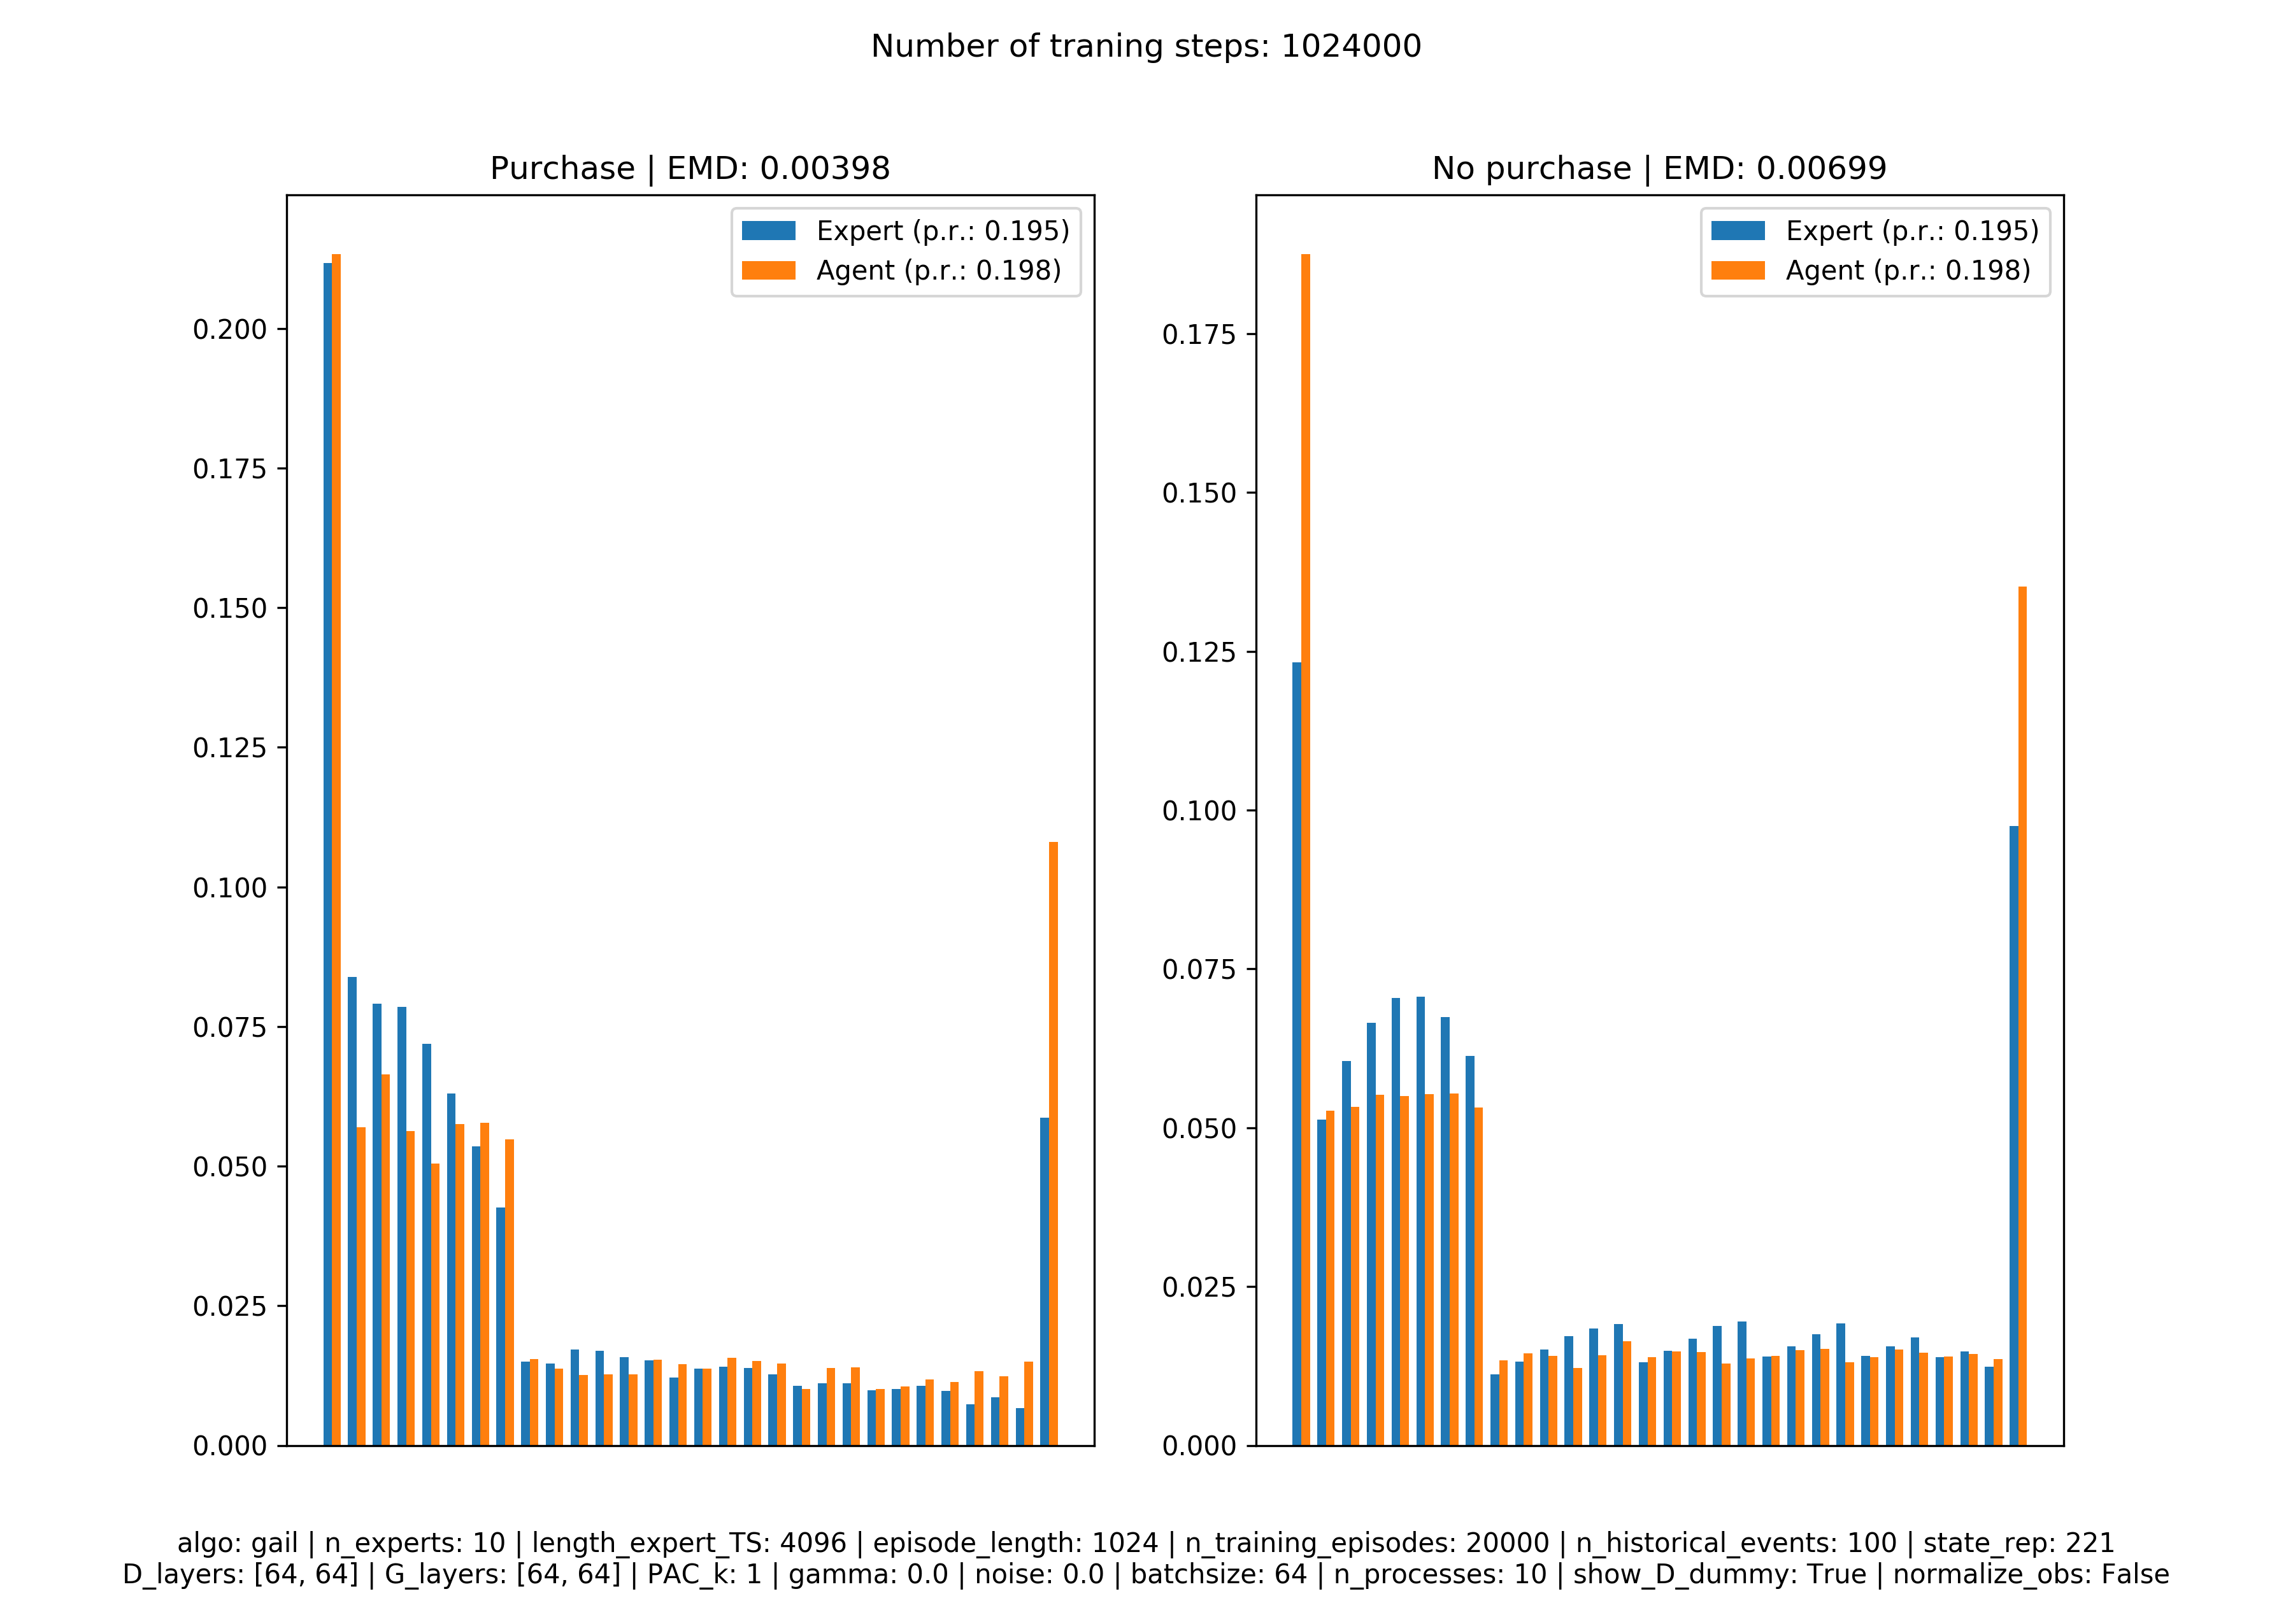 Number of traning steps: 1024000
Purchase | EMD: 0.00398
No purchase | EMD: 0.00699
Expert (p.r.: 0.195)
Agent (p.r.: 0.198)
Expert (p.r.: 0.195)
Agent (p.r.: 0.198)
0.200
0.175
0.150
0.125
0.100
0.075
0.050
0.025
0.000
0.175
0.150
0.125
0.100
0.075
0.050
0.025
0.000
algo: gail | n_experts: 10 | length_expert_TS: 4096 | episode_length: 1024 | n_training_episodes: 20000 | n_historical_events: 100 | state_rep: 221
D_layers: [64, 64] | G_layers: [64, 64] | PAC_k: 1 | gamma: 0.0 | noise: 0.0 | batchsize: 64 | n_processes: 10 | show_D_dummy: True | normalize_obs: False